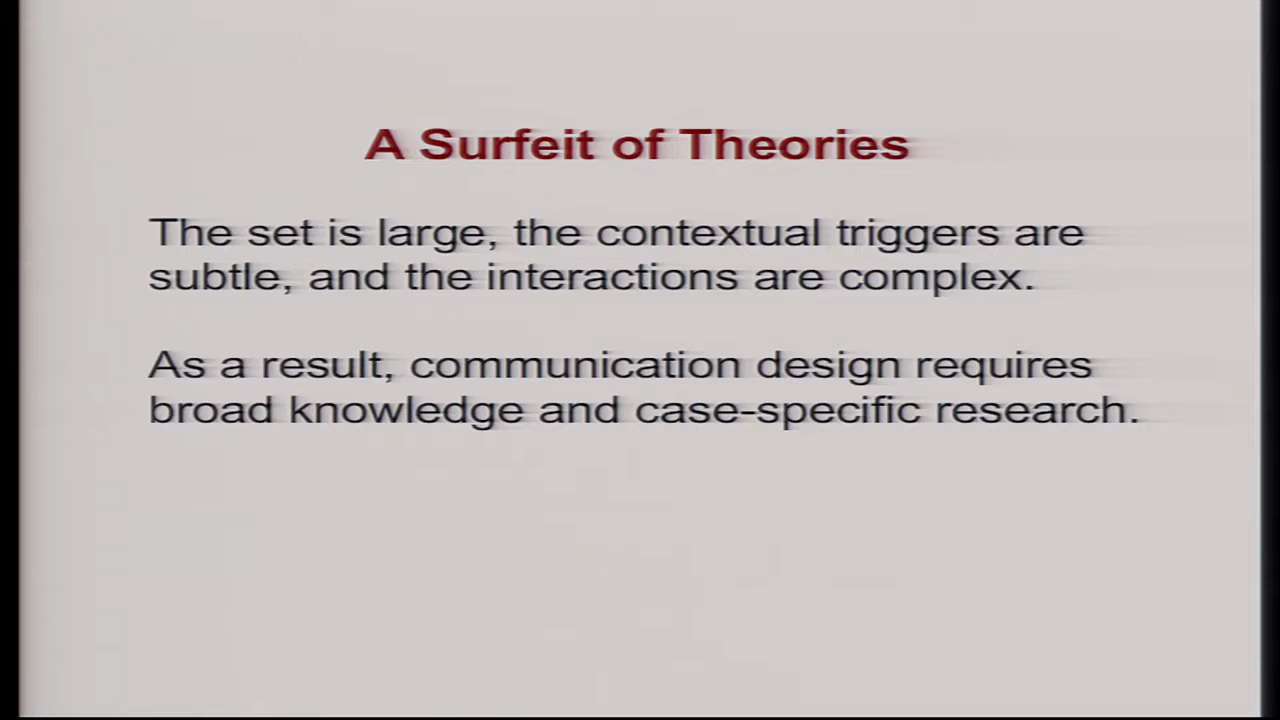 A Surfeit of Theories
The set is large, the contextual triggers are
subtle, and the interactions are complex.
As a result, communication design requires
broad knowledge and case-specific research.